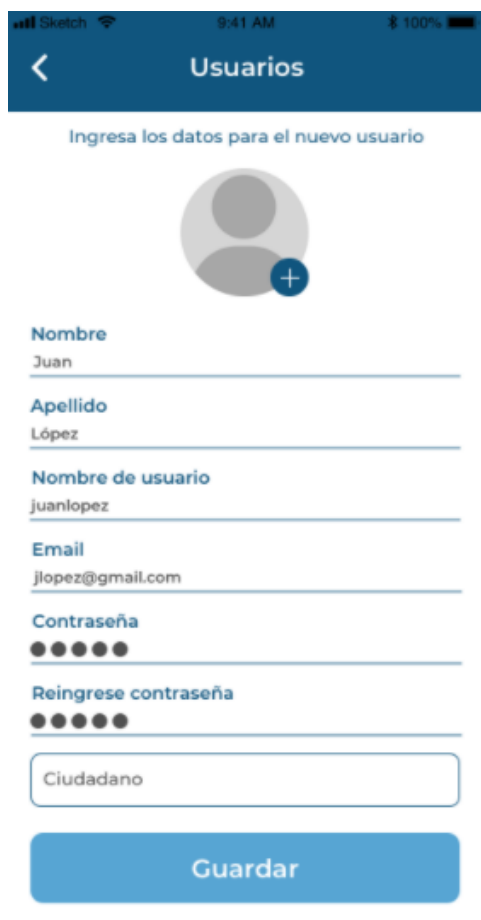 Sketch 9:41 AM 100%
Usuarios
Ingresa los datos para el nuevo usuario
+
Nombre
Juan
Apellido
López
Nombre de usuario
juanlopez
Email
jlopez@gmail.com
Contraseña
●●●●●
Reingrese contraseña
●●●●●
Ciudadano
Guardar